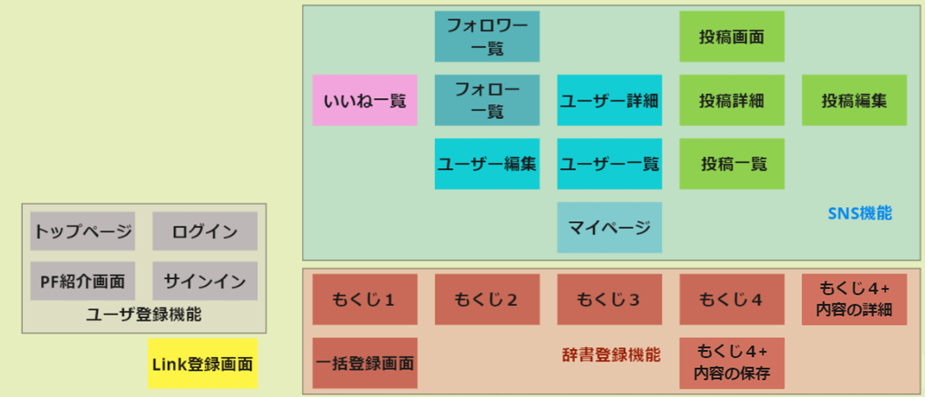 フォロワー
一覧
投稿画面
いいね一覧
フォロー
一覧
ユーザー詳細
投稿詳細
投稿編集
ユーザー編集
ユーザー一覧
投稿一覧
マイページ
SNS機能
トップページ
ログイン
PF紹介画面
サインイン
ユーザ登録機能
Link登録画面
もくじ１
もくじ２
もくじ３
もくじ４
もくじ４+
内容の詳細
一括登録画面
辞書登録機能
もくじ４+
内容の保存